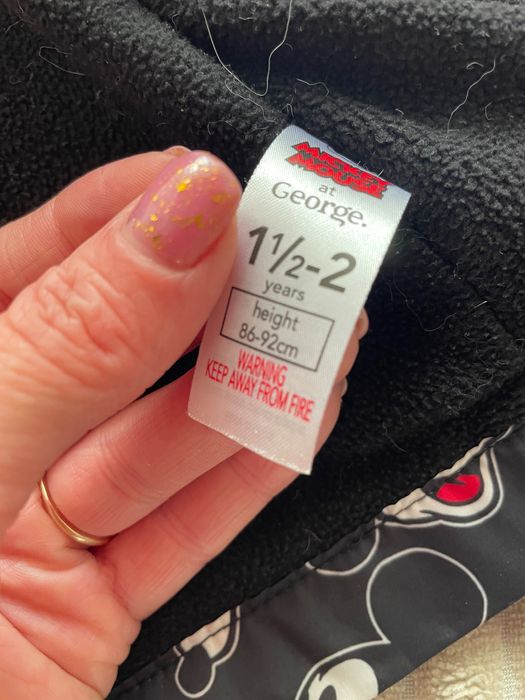 MICKEY
MOUSE
at
George.
1½-2
years
height
86-92cm
WARNING
KEEP AWAY FROM FIRE